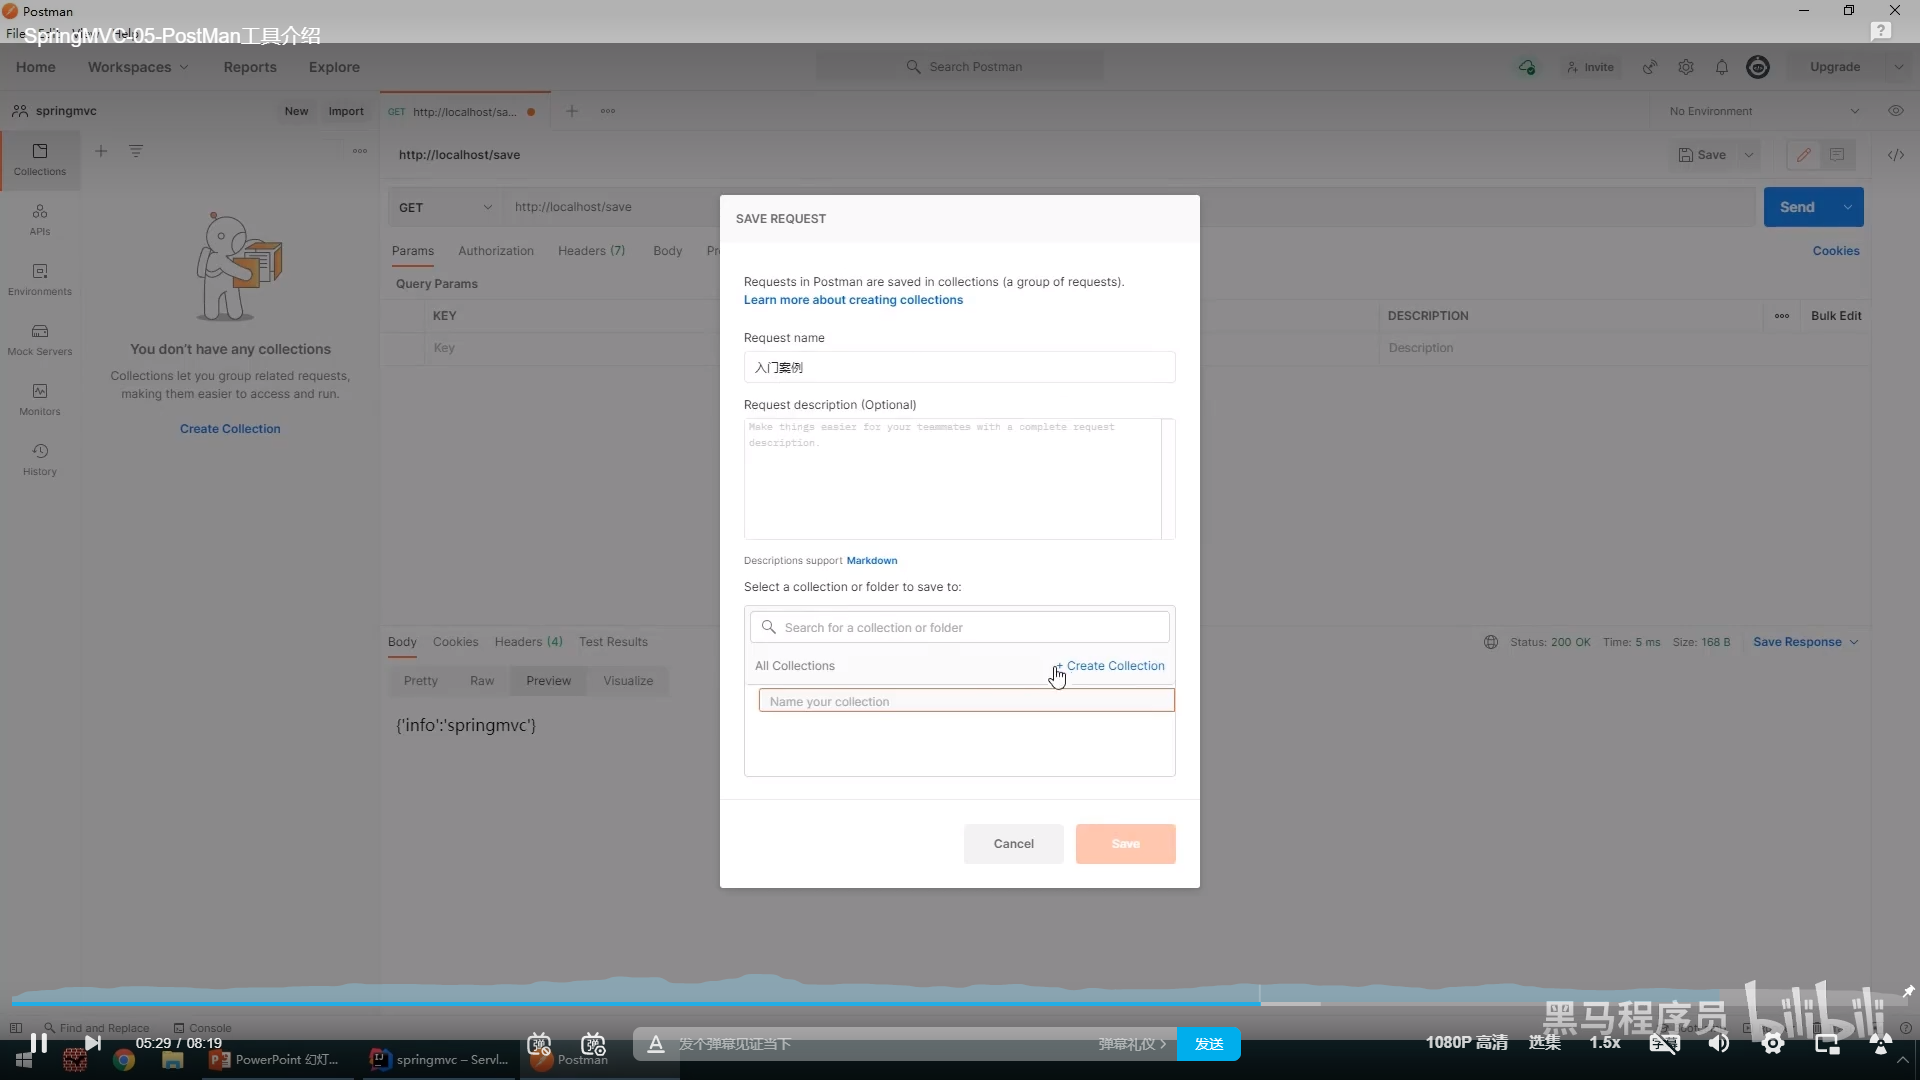 Postman
File
Help
SpringMVC-05-PostMan工具介绍
Home
Workspaces
Reports
Explore
Search Postman
Invite
Upgrade
springmvc
New
Import
GET http://localhost/sa...
No Environment
Collections
http://localhost/save
Save
GET
http://localhost/save
Send
APIs
Params
Authorization
Headers (7)
Body
Pr
Cookies
Environments
Query Params
KEY
DESCRIPTION
Bulk Edit
Key
Description
Mock Servers
You don't have any collections
Collections let you group related requests,
making them easier to access and run.
Create Collection
Monitors
History
SAVE REQUEST
Requests in Postman are saved in collections (a group of requests).
Learn more about creating collections
Request name
入门案例
Request description (Optional)
Make things easier for your teammates with a complete request
description.
Descriptions support Markdown
Select a collection or folder to save to:
Search for a collection or folder
All Collections
+ Create Collection
Name your collection
Cancel
Save
Body
Cookies
Headers (4)
Test Results
Status: 200 OK
Time: 5 ms
Size: 168 B
Save Response
Pretty
Raw
Preview
Visualize
{'info':'springmvc'}
黑马程序员
bilibili
Find and Replace
Console
05:29 / 08:19
弹
弹
发个弹幕见证当下
弹幕礼仪
发送
1080P 高清
选集
1.5x
字幕
PowerPoint 幻灯...
springmvc – Servl...
Postman